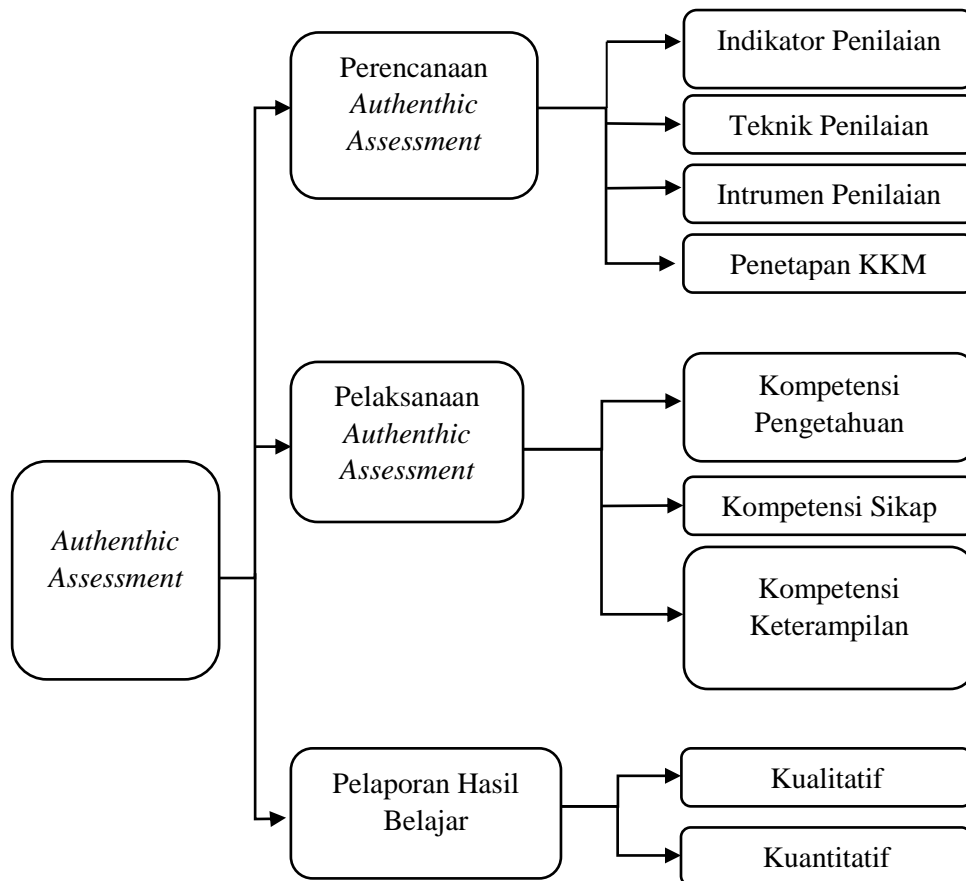 Perencanaan
Authenthic
Assessment
Indikator Penilaian
Teknik Penilaian
Intrumen Penilaian
Penetapan KKM
Pelaksanaan
Authenthic
Assessment
Kompetensi
Pengetahuan
Kompetensi Sikap
Kompetensi
Keterampilan
Authenthic
Assessment
Pelaporan Hasil
Belajar
Kualitatif
Kuantitatif